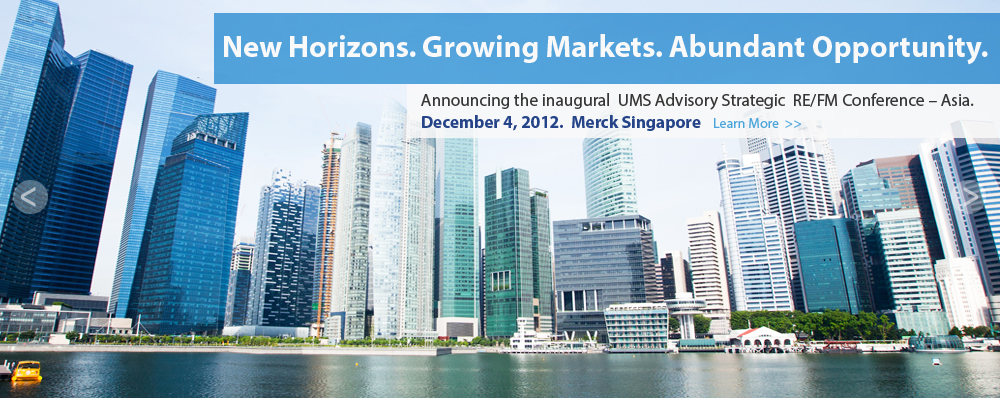 New Horizons. Growing Markets. Abundant Opportunity.
Announcing the inaugural UMS Advisory Strategic RE/FM Conference – Asia.
December 4, 2012. Merck Singapore Learn More >>